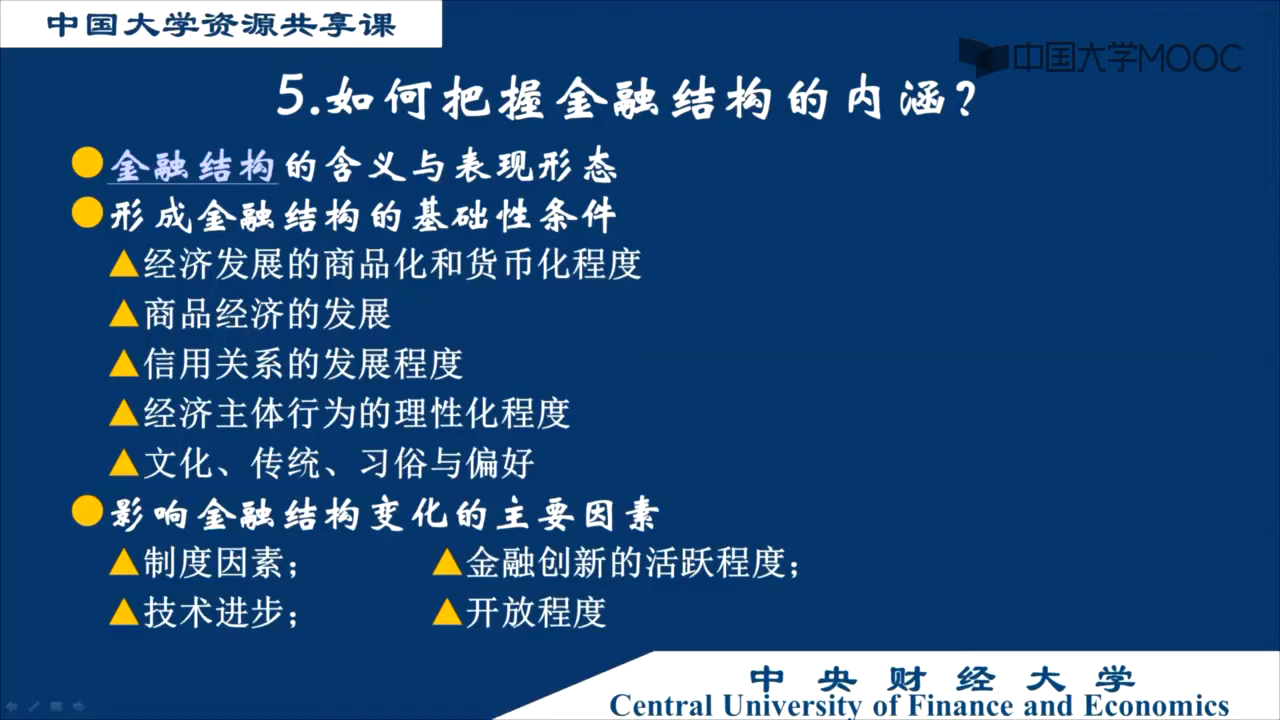 中国大学资源共享课
中国大学MOOC
5.如何把握金融结构的内涵?
金融结构的含义与表现形态
形成金融结构的基础性条件
▲经济发展的商品化和货币化程度
▲商品经济的发展
▲信用关系的发展程度
▲经济主体行为的理性化程度
▲文化、传统、习俗与偏好
影响金融结构变化的主要因素
▲制度因素; ▲金融创新的活跃程度;
▲技术进步; ▲开放程度
中央财经大学
Central University of Finance and Economics